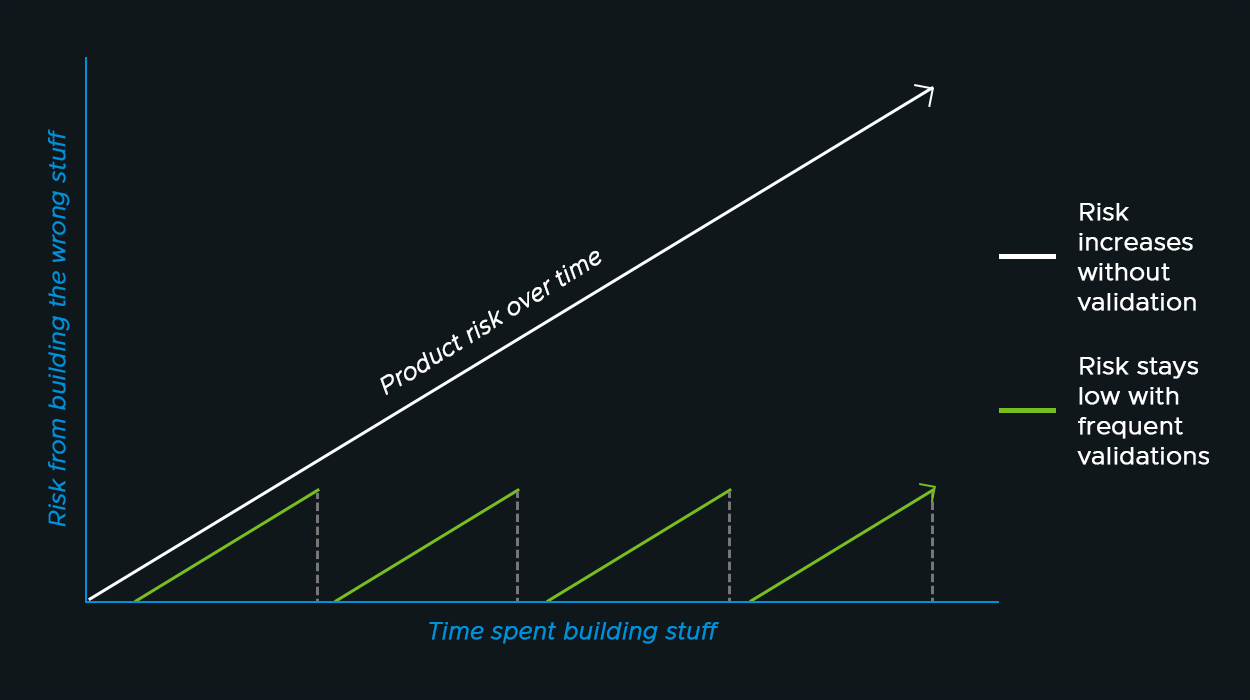 Risk from building the wrong stuff
Product risk over time
Time spent building stuff
Risk
increases
without
validation
Risk stays
low with
frequent
validations